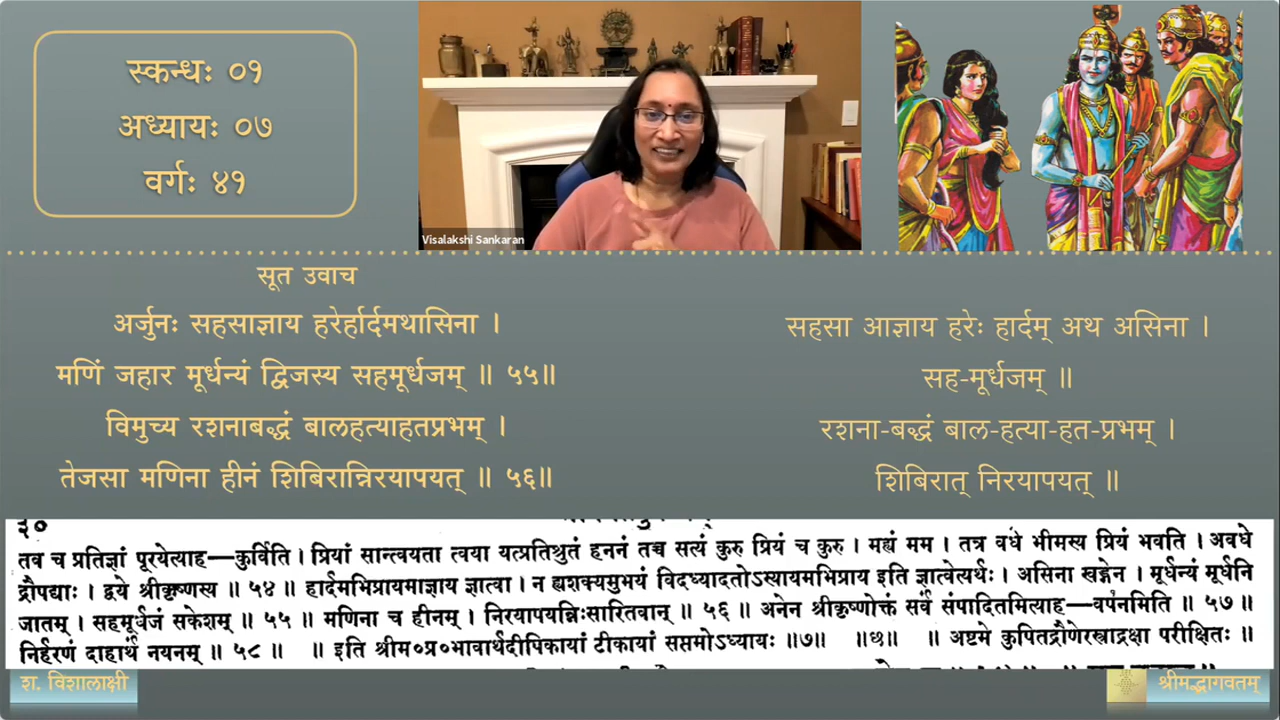 स्कन्धः ०१
अध्यायः ०७
वर्गः ४१
Visalakshi Sankaran
सूत उवाच
अर्जुनः सहसाज्ञाय हरेर्हार्दमथासिना ।
मणिं जहार मूर्धन्यं द्विजस्य सहमूर्धजम् ॥ ५५॥
विमुच्य रशनाबद्धं बालहत्याहतप्रभम् ।
तेजसा मणिना हीनं शिबिरान्निरयापयत् ॥ ५६॥
सहसा आज्ञाय हरेः हार्दम् अथ असिना ।
सह-मूर्धजम् ॥
रशना-बद्धं बाल-हत्या-हत-प्रभम् ।
शिबिरात् निरयापयत् ॥
३०
तव च प्रतिज्ञां पूरयेत्याह—कुर्विति । प्रियां सान्त्वयता त्वया यत्प्रतिश्रुतं हननं तच्च सत्यं कुरु प्रियं च कुरु । मह्यं मम । तत्र वधे भीमस्य प्रियं भवति । अवधे
द्रौपद्याः । द्वये श्रीकृष्णस्य ॥ ५४ ॥ हार्दमभिप्रायमाज्ञाय ज्ञात्वा । न ह्यशक्यमुभयं विदध्यादतोऽस्यायमभिप्राय इति ज्ञात्वेत्यर्थः । असिना खड्गेन । मूर्धन्यं मूर्धनि
जातम् । सहमूर्धजं सकेशम् ॥ ५५ ॥ मणिना च हीनम् । निरयापयन्निःसारितवान् ॥ ५६ ॥ अनेन श्रीकृष्णोक्तं सर्वं संपादितमित्याह—वपनमिति ॥ ५७ ॥
निर्हरणं दाहार्थं नयनम् ॥ ५८ ॥ ॥ इति श्रीम०प्र०भावार्थदीपिकायां टीकायां सप्तमोऽध्यायः ॥७॥ ॥छ॥ ॥ अष्टमे कुपितद्रौणेरस्त्राद्रक्षा परीक्षितः ॥
श. विशालाक्षी
श्रीमद्भागवतम्